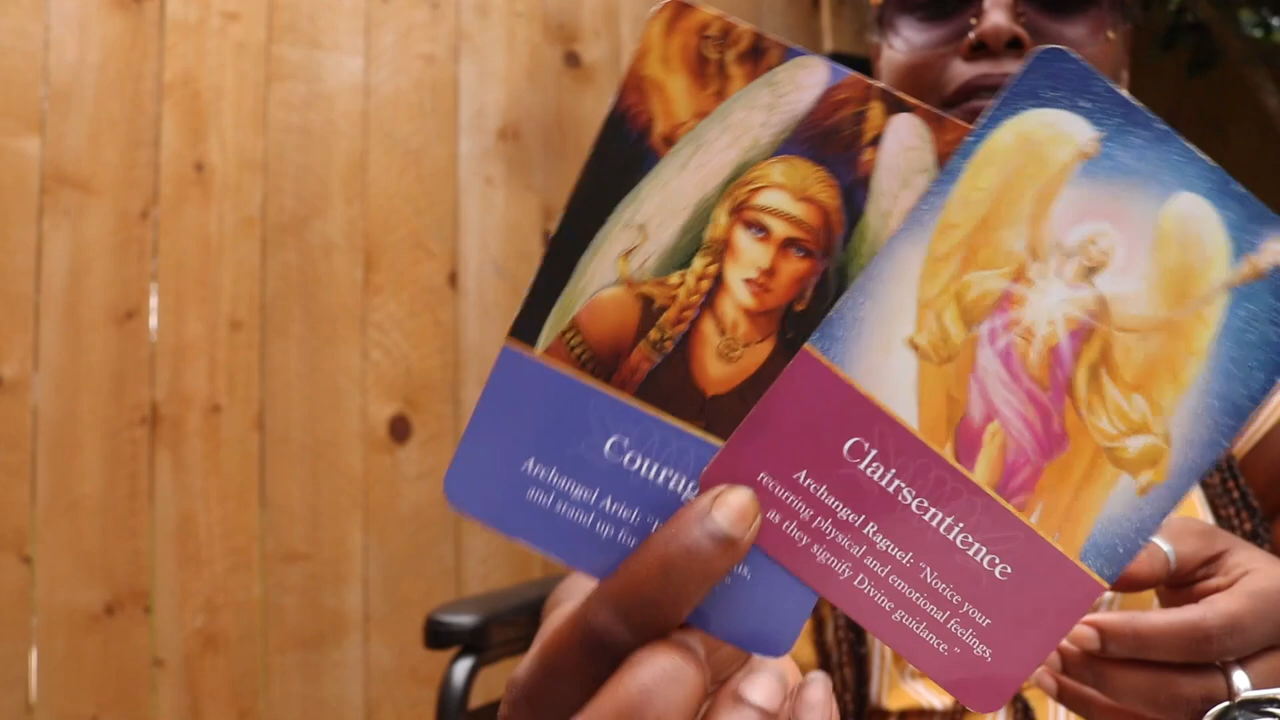 Archangel Ariel:
and stand up for
Clairsentience
Archangel Raguel: “Notice your
recurring physical and emotional feelings,
as they signify Divine guidance.”